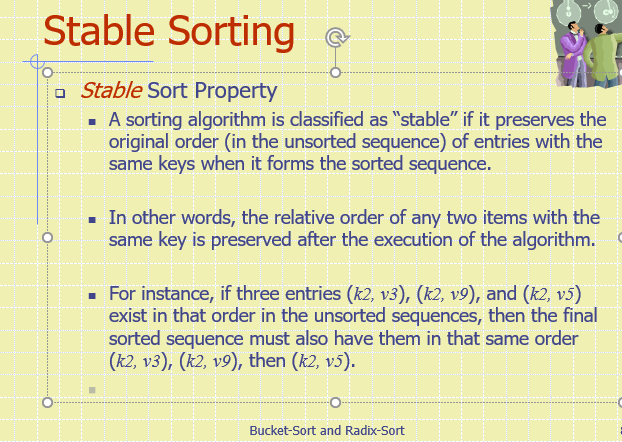 Stable Sorting
Stable Sort Property
A sorting algorithm is classified as “stable” if it preserves the
original order (in the unsorted sequence) of entries with the
same keys when it forms the sorted sequence.
In other words, the relative order of any two items with the
same key is preserved after the execution of the algorithm.
For instance, if three entries (k2, v3), (k2, v9), and (k2, v5)
exist in that order in the unsorted sequences, then the final
sorted sequence must also have them in that same order
(k2, v3), (k2, v9), then (k2, v5).
Bucket-Sort and Radix-Sort